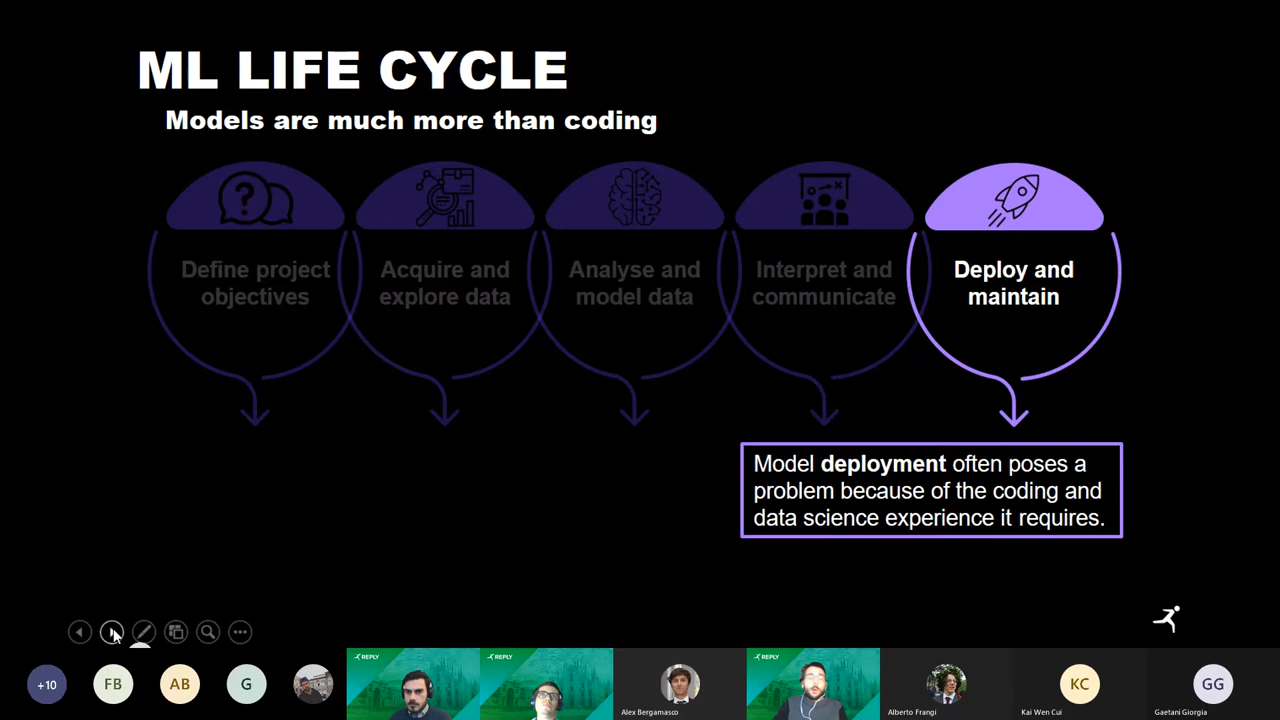 ML LIFE CYCLE
Models are much more than coding
Define project
objectives
Acquire and
explore data
Analyse and
model data
Interpret and
communicate
Deploy and
maintain
Model deployment often poses a
problem because of the coding and
data science experience it requires.
+10
FB
AB
G
REPLY
REPLY
Alex Bergamasco
REPLY
Alberto Frangi
KC
Kai Wen Cui
GG
Gaetani Giorgia